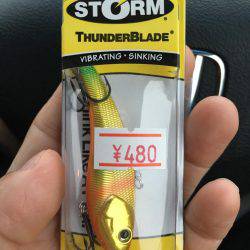 STORM®
THUNDERBLADE®
VIBRATING • SINKING
¥480